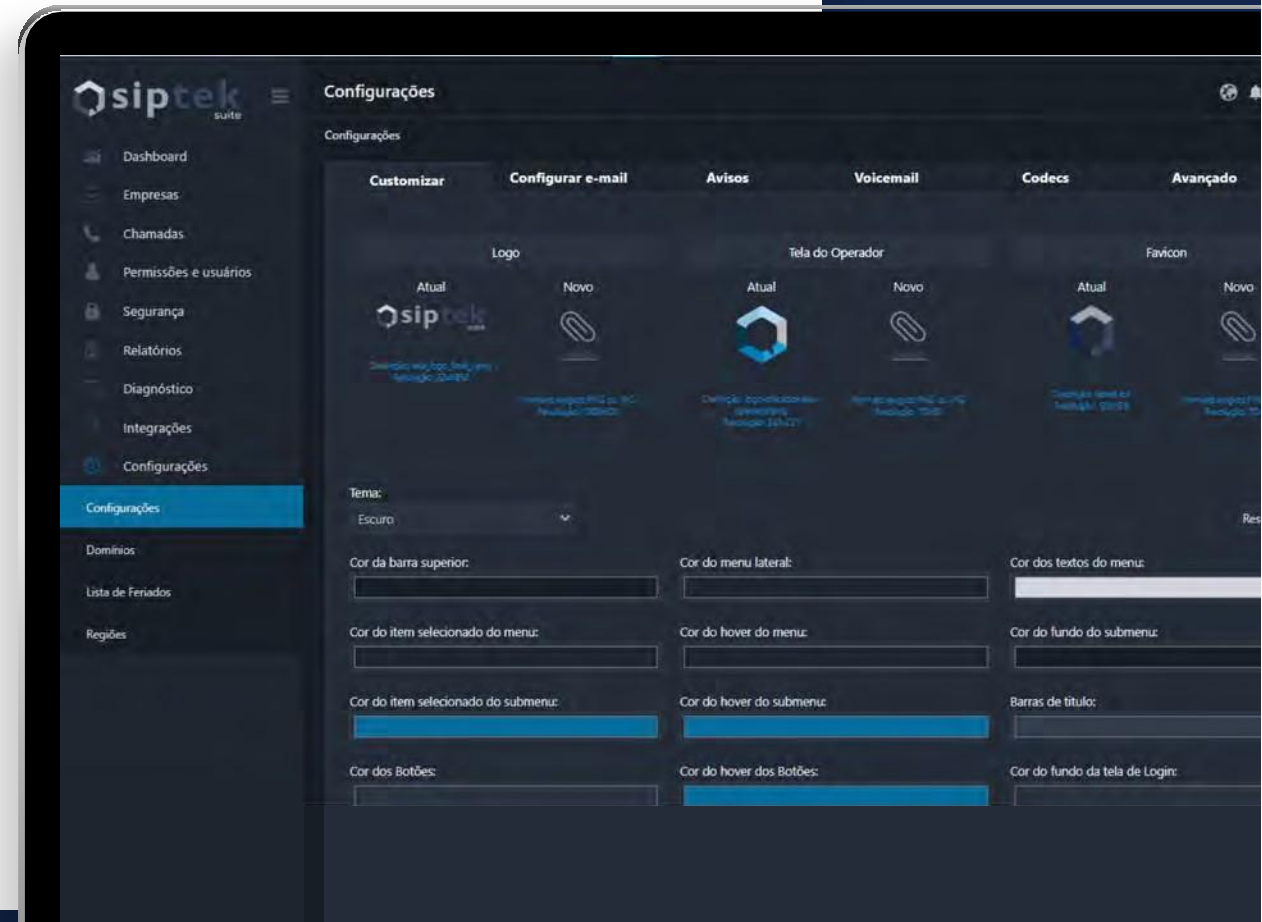 siptek
suite
Dashboard
Empresas
Chamadas
Permissões e usuários
Segurança
Relatórios
Diagnóstico
Integrações
Configurações
Configurações
Domínios
Lista de Feriados
Regiões
Configurações
Configurações
Customizar Configurar e-mail Avisos Voicemail Codecs Avançado
Logo Tela do Operador Favicon
Atual Novo Atual Novo Atual Novo
siptek
Tema:
Escuro
Res
Cor da barra superior: Cor do menu lateral: Cor dos textos do menu:
Cor do item selecionado do menu: Cor do hover do menu: Cor do fundo do submenu:
Cor do item selecionado do submenu: Cor do hover do submenu: Barras de título:
Cor dos Botões: Cor do hover dos Botões: Cor do fundo da tela de Login: